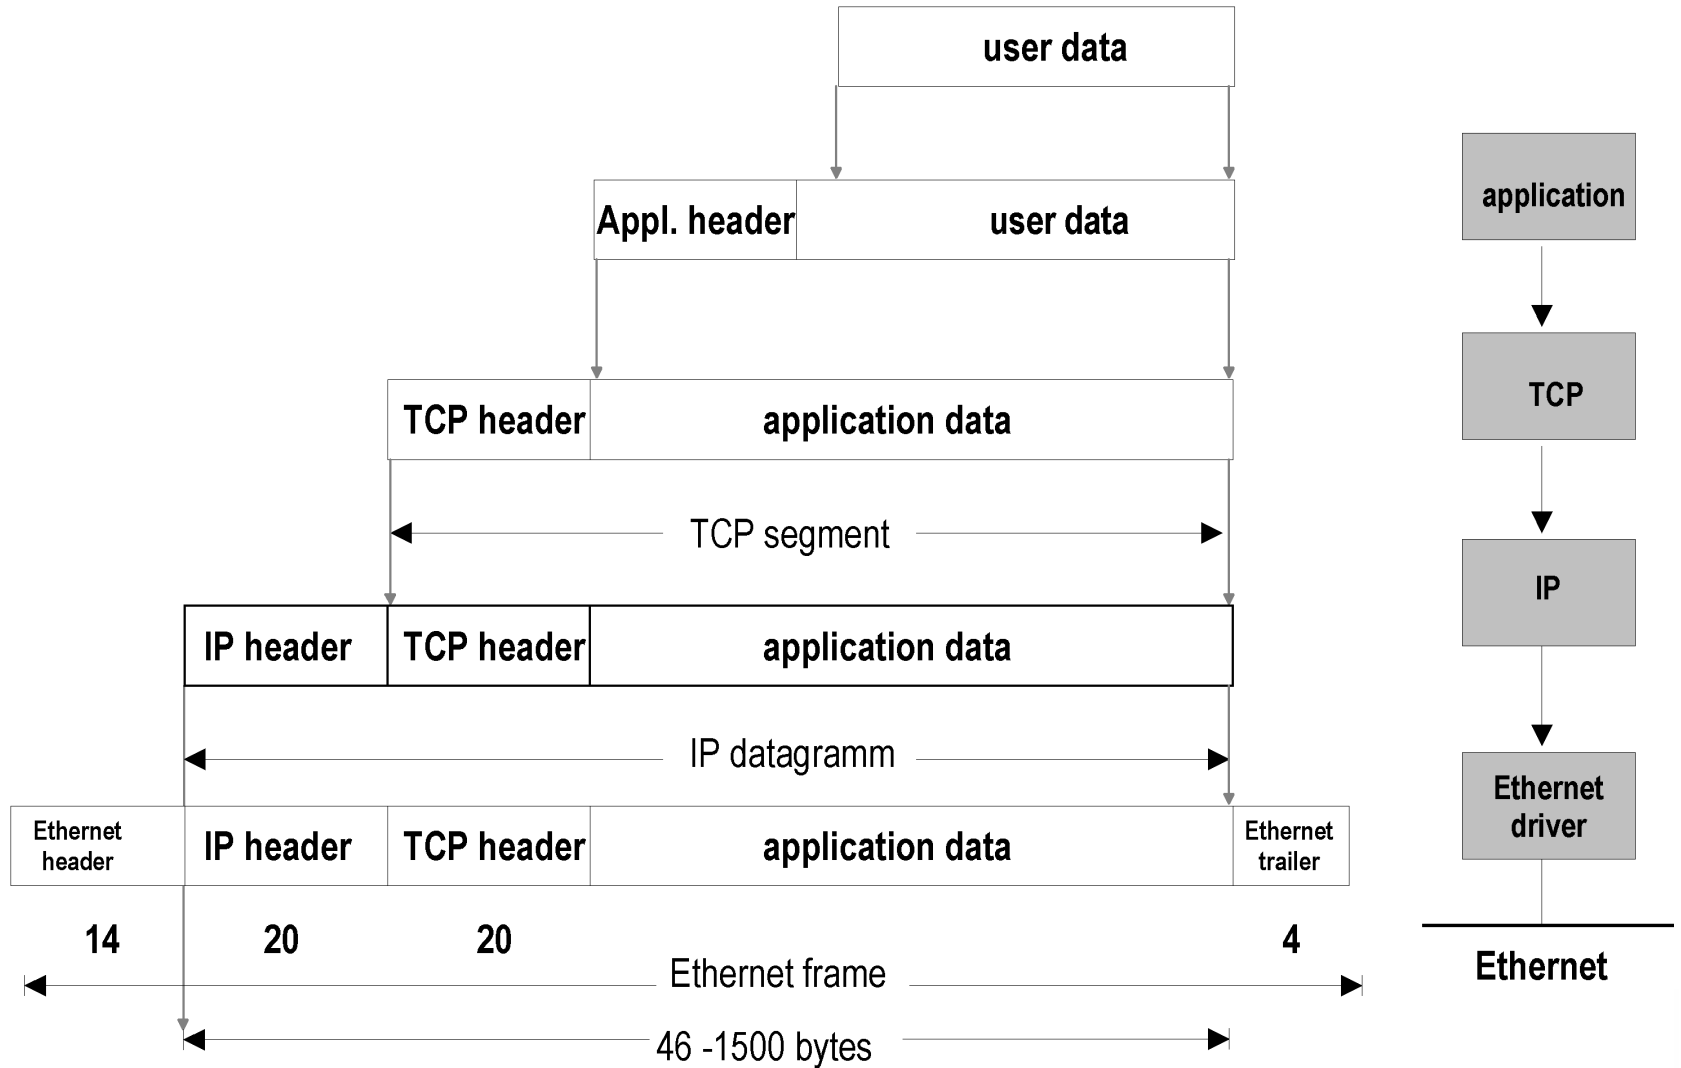 user data
Appl. header user data
application
TCP header application data
TCP
TCP segment
IP
IP header TCP header application data
IP datagramm
Ethernet
driver
Ethernet
header
IP header TCP header application data
Ethernet
trailer
14 20 20 4
Ethernet frame
Ethernet
46 -1500 bytes